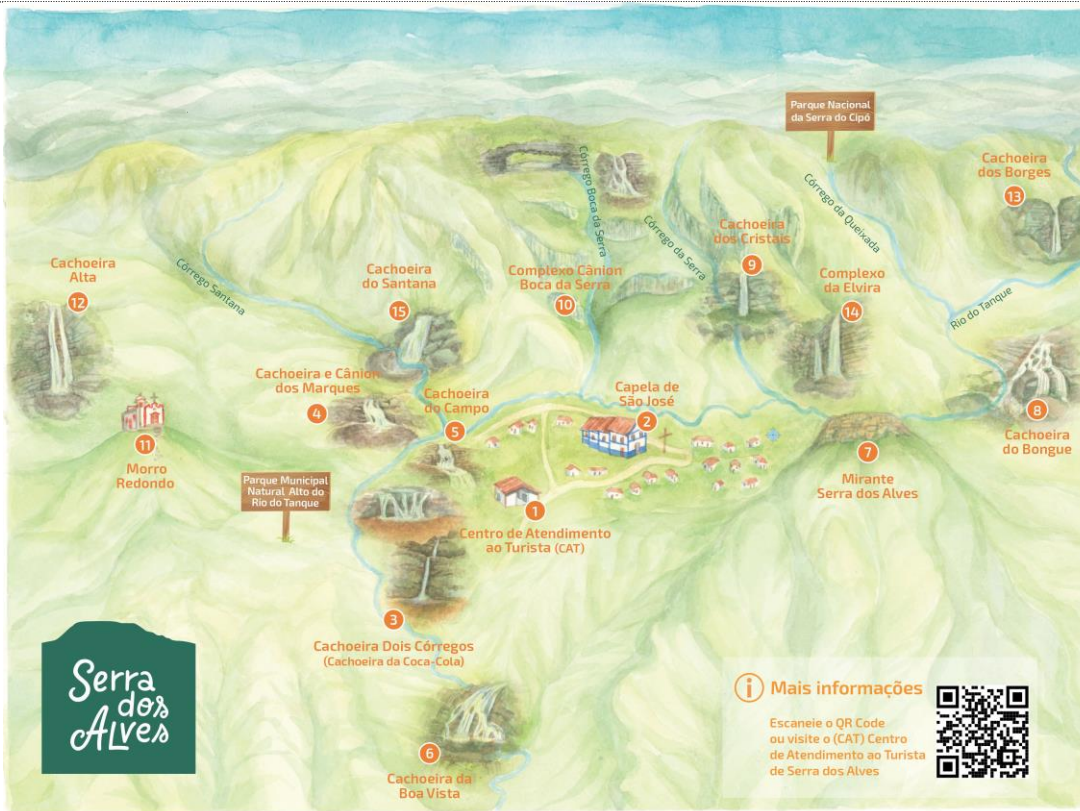 Parque Nacional
da Serra do Cipó
Cachoeira
dos Borges
13
Córrego Boca da Serra
Córrego da Serra
Córrego da Queixada
Cachoeira
dos Cristais
9
Cachoeira
Alta
12
Córrego Santana
Cachoeira
do Santana
15
Complexo Cânion
Boca da Serra
10
Complexo
da Elvira
14
Rio do Tanque
Cachoeira e Cânion
dos Marques
4
Cachoeira
do Campo
5
Capela de
São José
2
8
Cachoeira
do Bongue
11
Morro
Redondo
7
Mirante
Serra dos Alves
Parque Municipal
Natural Alto do
Rio do Tanque
1
Centro de Atendimento
ao Turista (CAT)
3
Cachoeira Dois Córregos
(Cachoeira da Coca-Cola)
Serra
dos
ALves
6
Cachoeira da
Boa Vista
i Mais informações
Escaneie o QR Code
ou visite o (CAT) Centro
de Atendimento ao Turista
de Serra dos Alves